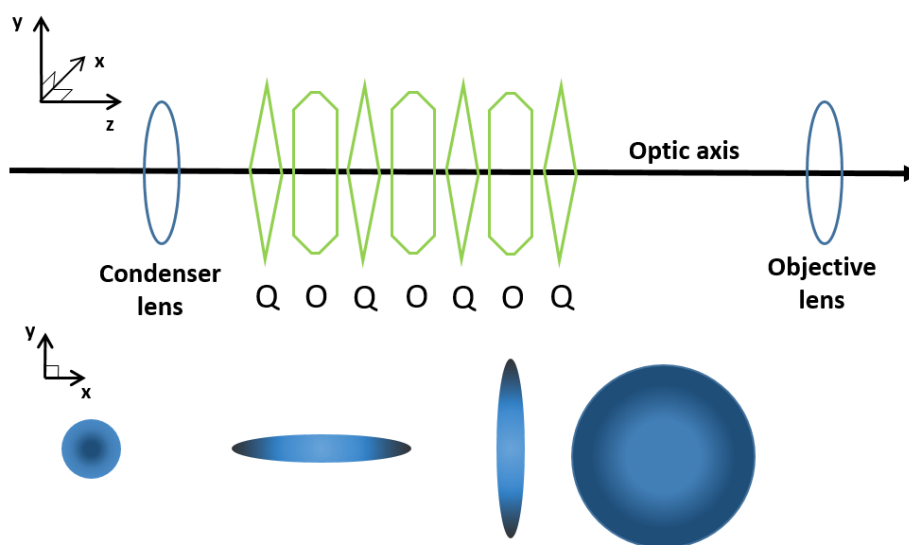 y
x
z
Optic axis
Condenser
lens
Q O Q O Q O Q
Objective
lens
y
x